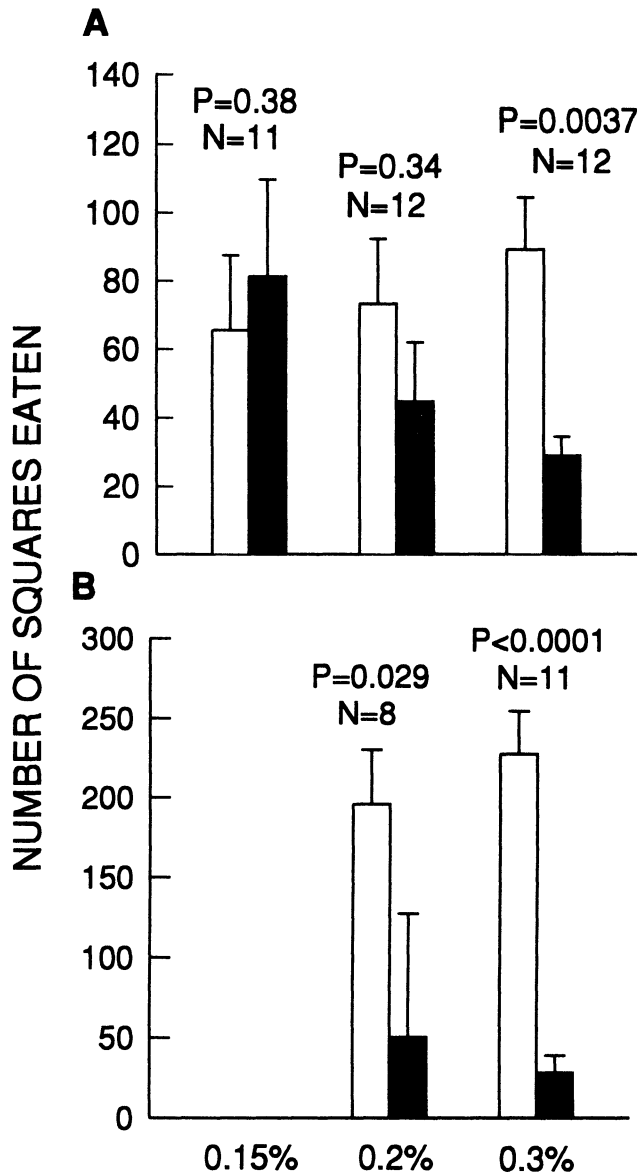 A
140
120
100
80
60
40
20
0
P=0.38
N=11
P=0.34
N=12
P=0.0037
N=12
NUMBER OF SQUARES EATEN
B
300
250
200
150
100
50
0
P=0.029
N=8
P<0.0001
N=11
0.15% 0.2% 0.3%